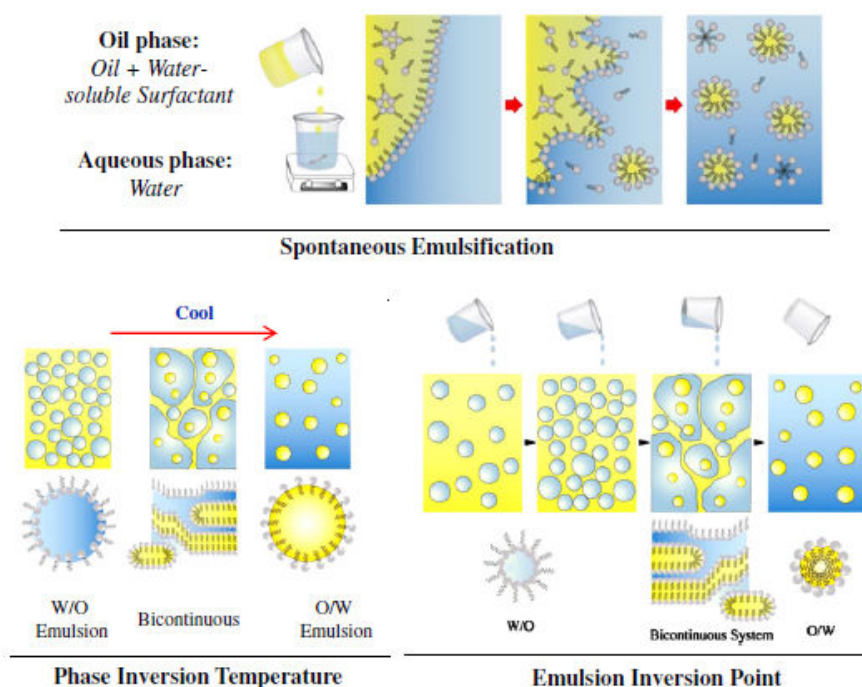 Oil phase:
Oil + Water-
soluble Surfactant
Aqueous phase:
Water
Spontaneous Emulsification
Cool
W/O
Emulsion
Bicontinuous
O/W
Emulsion
Phase Inversion Temperature
W/O
Bicontinuous System
O/W
Emulsion Inversion Point